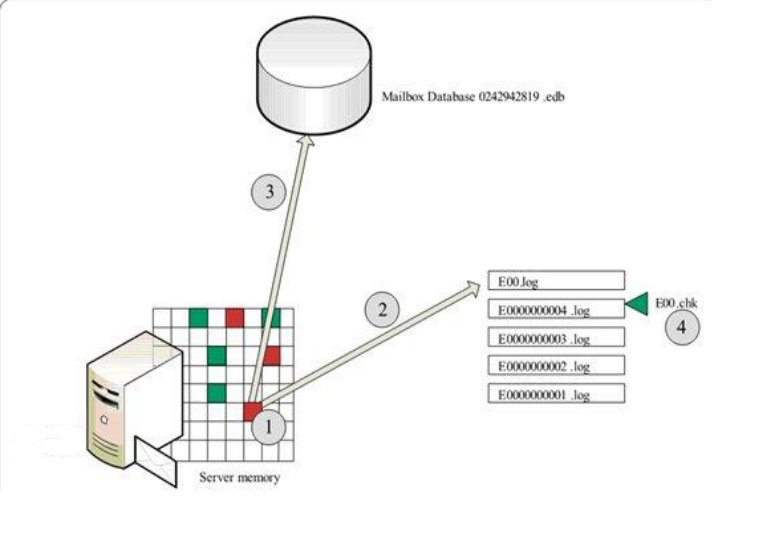 Mailbox Database 0242942819 .edb
3
E00.log
2
E00.chk
E0000000004 .log
4
E0000000003 .log
E0000000002 .log
E0000000001 .log
1
Server memory